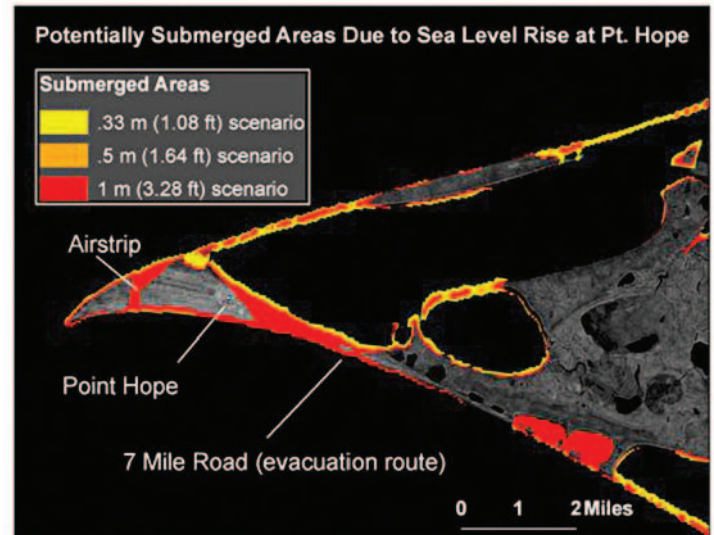 Potentially Submerged Areas Due to Sea Level Rise at Pt. Hope
Submerged Areas
.33 m (1.08 ft) scenario
.5 m (1.64 ft) scenario
1 m (3.28 ft) scenario
Airstrip
Point Hope
7 Mile Road (evacuation route)
0 1 2 Miles